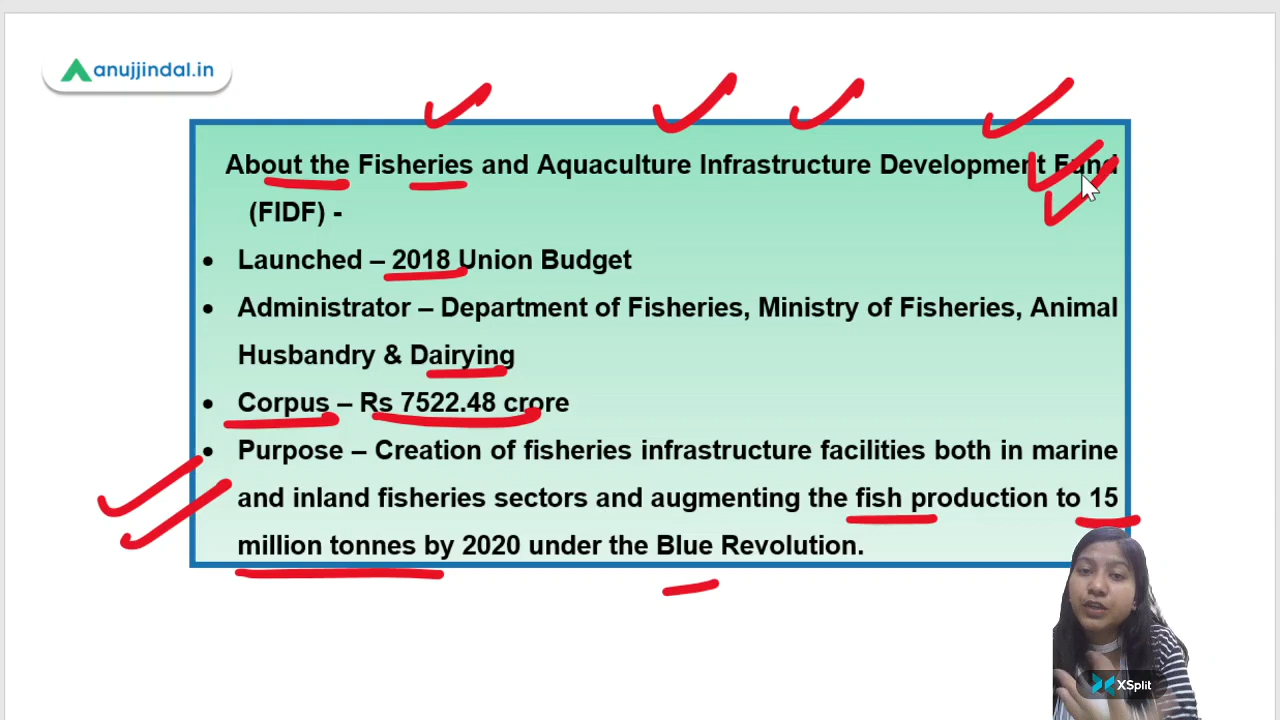 anujjindal.in
About the Fisheries and Aquaculture Infrastructure Development Fund
(FIDF) -
• Launched – 2018 Union Budget
• Administrator – Department of Fisheries, Ministry of Fisheries, Animal
Husbandry & Dairying
• Corpus – Rs 7522.48 crore
• Purpose – Creation of fisheries infrastructure facilities both in marine
and inland fisheries sectors and augmenting the fish production to 15
million tonnes by 2020 under the Blue Revolution.
XSplit